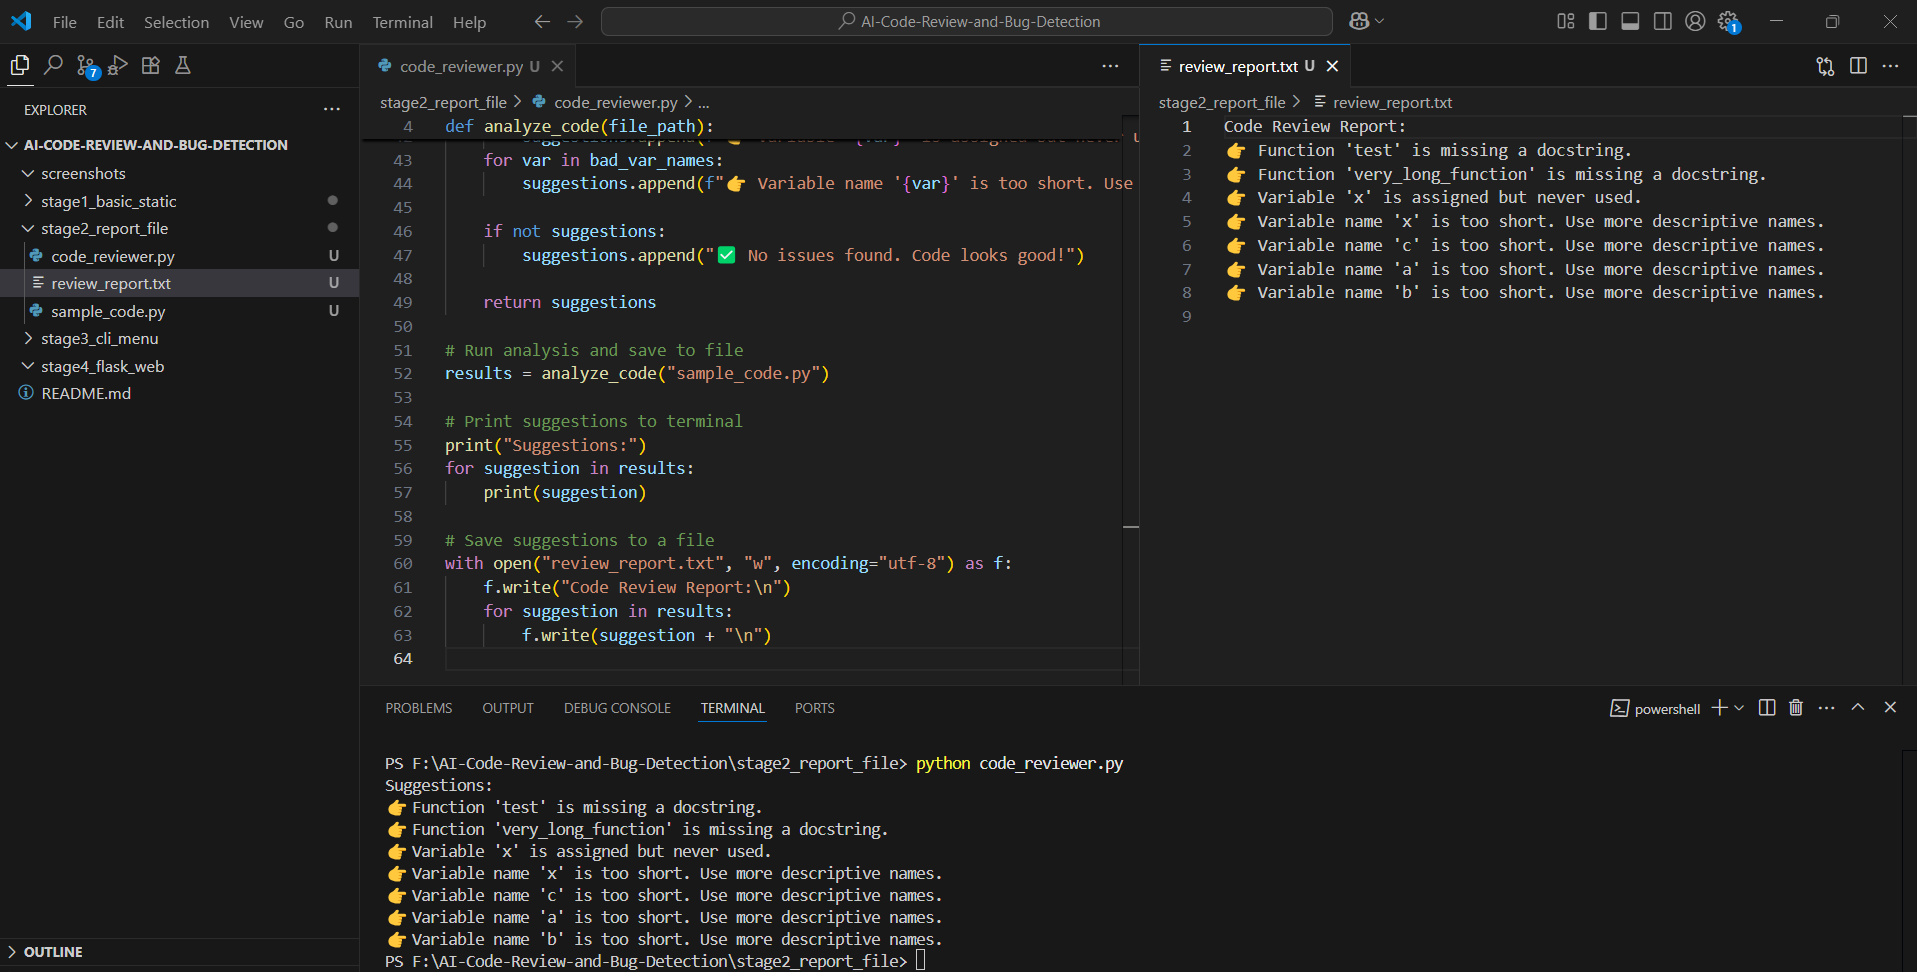 File Edit Selection View Go Run Terminal Help
AI-Code-Review-and-Bug-Detection
1
7
EXPLORER
AI-CODE-REVIEW-AND-BUG-DETECTION
screenshots
stage1_basic_static
stage2_report_file
code_reviewer.py U
review_report.txt U
sample_code.py U
stage3_cli_menu
stage4_flask_web
README.md
OUTLINE
code_reviewer.py U
stage2_report_file > code_reviewer.py > ...
4 def analyze_code(file_path):
43 for var in bad_var_names:
44 suggestions.append(f"👉 Variable name '{var}' is too short. Use
45
46 if not suggestions:
47 suggestions.append("✅ No issues found. Code looks good!")
48
49 return suggestions
50
51 # Run analysis and save to file
52 results = analyze_code("sample_code.py")
53
54 # Print suggestions to terminal
55 print("Suggestions:")
56 for suggestion in results:
57 print(suggestion)
58
59 # Save suggestions to a file
60 with open("review_report.txt", "w", encoding="utf-8") as f:
61 f.write("Code Review Report:\n")
62 for suggestion in results:
63 f.write(suggestion + "\n")
64
review_report.txt U
stage2_report_file > review_report.txt
1 Code Review Report:
2 👉 Function 'test' is missing a docstring.
3 👉 Function 'very_long_function' is missing a docstring.
4 👉 Variable 'x' is assigned but never used.
5 👉 Variable name 'x' is too short. Use more descriptive names.
6 👉 Variable name 'c' is too short. Use more descriptive names.
7 👉 Variable name 'a' is too short. Use more descriptive names.
8 👉 Variable name 'b' is too short. Use more descriptive names.
9
PROBLEMS OUTPUT DEBUG CONSOLE TERMINAL PORTS
powershell
PS F:\AI-Code-Review-and-Bug-Detection\stage2_report_file> python code_reviewer.py
Suggestions:
👉 Function 'test' is missing a docstring.
👉 Function 'very_long_function' is missing a docstring.
👉 Variable 'x' is assigned but never used.
👉 Variable name 'x' is too short. Use more descriptive names.
👉 Variable name 'c' is too short. Use more descriptive names.
👉 Variable name 'a' is too short. Use more descriptive names.
👉 Variable name 'b' is too short. Use more descriptive names.
PS F:\AI-Code-Review-and-Bug-Detection\stage2_report_file>